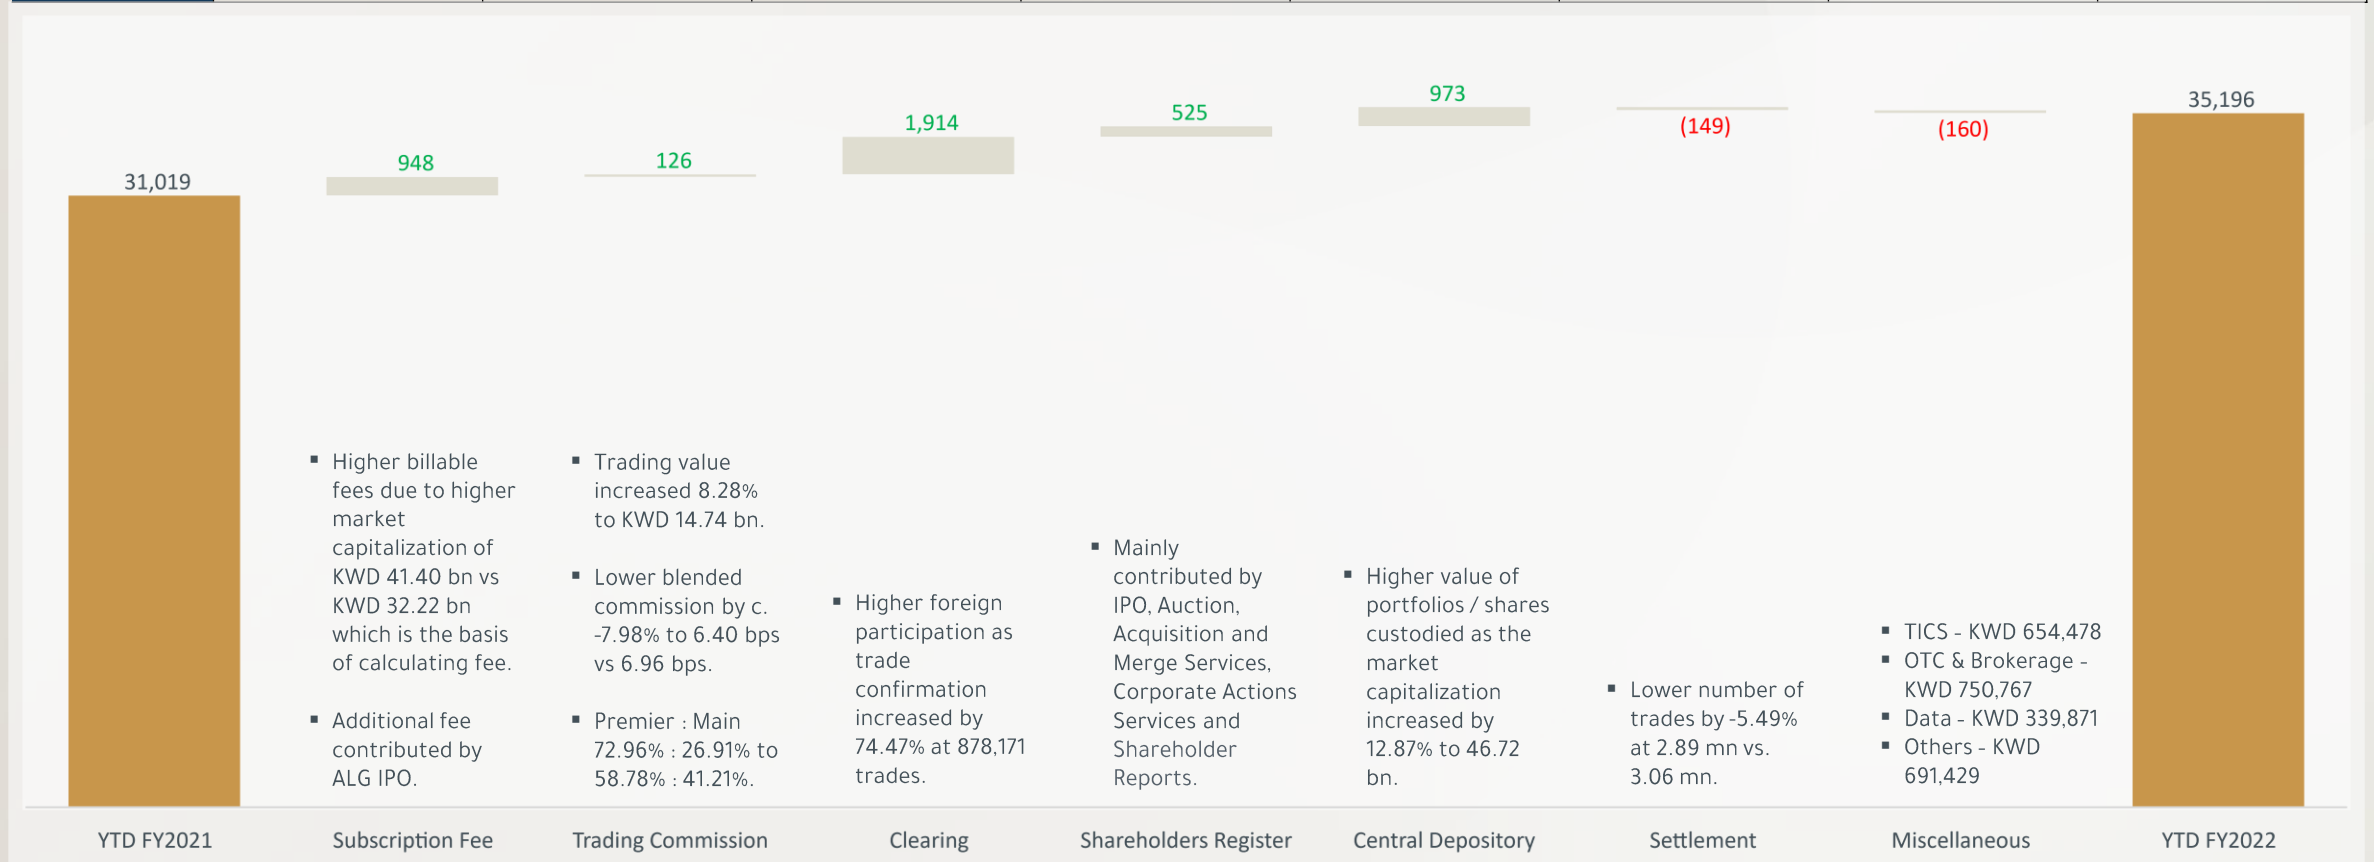 31,019
948
126
1,914
525
973
(149)
(160)
35,196
▪ Higher billable
fees due to higher
market
capitalization of
KWD 41.40 bn vs
KWD 32.22 bn
which is the basis
of calculating fee.
▪ Additional fee
contributed by
ALG IPO.
▪ Trading value
increased 8.28%
to KWD 14.74 bn.
▪ Lower blended
commission by c.
-7.98% to 6.40 bps
vs 6.96 bps.
▪ Premier : Main
72.96% : 26.91% to
58.78% : 41.21%.
▪ Higher foreign
participation as
trade
confirmation
increased by
74.47% at 878,171
trades.
▪ Mainly
contributed by
IPO, Auction,
Acquisition and
Merge Services,
Corporate Actions
Services and
Shareholder
Reports.
▪ Higher value of
portfolios / shares
custodied as the
market
capitalization
increased by
12.87% to 46.72
bn.
▪ Lower number of
trades by -5.49%
at 2.89 mn vs.
3.06 mn.
▪ TICS - KWD 654,478
▪ OTC & Brokerage -
KWD 750,767
▪ Data - KWD 339,871
▪ Others - KWD
691,429
YTD FY2021
Subscription Fee
Trading Commission
Clearing
Shareholders Register
Central Depository
Settlement
Miscellaneous
YTD FY2022